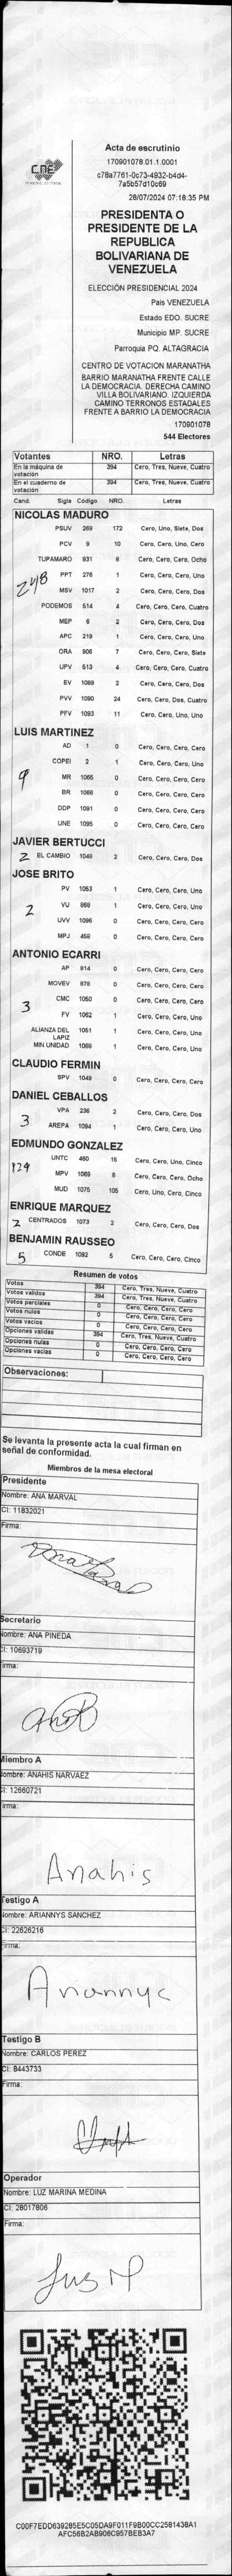 Acta de escrutinio
170901078.01.1.0001
c78a7761-0c73-4932-b4d4-
7a5b57d10c69
28/07/2024 07:18:35 PM
CNE
PRESIDENTA O
PRESIDENTE DE LA
REPUBLICA
BOLIVARIANA DE
VENEZUELA
ELECCIÓN PRESIDENCIAL 2024
Pais VENEZUELA
Estado EDO. SUCRE
Municipio MP. SUCRE
Parroquia PQ. ALTAGRACIA
CENTRO DE VOTACION MARANATHA
BARRIO MARANATHA FRENTE CALLE
LA DEMOCRACIA. DERECHA CAMINO
VILLA BOLIVARIANO. IZQUIERDA
CAMINO TERRONOS ESTADALES
FRENTE A BARRIO LA DEMOCRACIA
170901078
544 Electores
Votantes NRO. Letras
En la máquina de votación 394 Cero, Tres, Nueve, Cuatro
En el cuaderno de votación 394 Cero, Tres, Nueve, Cuatro
Cand. Sigla Código NRO. Letras
NICOLAS MADURO
PSUV 269 172 Cero, Uno, Siete, Dos
PCV 9 10 Cero, Cero, Uno, Cero
TUPAMARO 931 8 Cero, Cero, Cero, Ocho
248
PPT 276 1 Cero, Cero, Cero, Uno
MSV 1017 2 Cero, Cero, Cero, Dos
PODEMOS 514 4 Cero, Cero, Cero, Cuatro
MEP 6 2 Cero, Cero, Cero, Dos
APC 219 1 Cero, Cero, Cero, Uno
ORA 906 7 Cero, Cero, Cero, Siete
UPV 513 4 Cero, Cero, Cero, Cuatro
EV 1089 2 Cero, Cero, Cero, Dos
PVV 1090 24 Cero, Cero, Dos, Cuatro
PFV 1093 11 Cero, Cero, Uno, Uno
LUIS MARTINEZ
AD 1 0 Cero, Cero, Cero, Cero
COPEI 2 1 Cero, Cero, Cero, Uno
MR 1065 0 Cero, Cero, Cero, Cero
BR 1066 0 Cero, Cero, Cero, Cero
DDP 1091 0 Cero, Cero, Cero, Cero
UNE 1095 0 Cero, Cero, Cero, Cero
JAVIER BERTUCCI
2 EL CAMBIO 1048 2 Cero, Cero, Cero, Dos
JOSE BRITO
PV 1053 1 Cero, Cero, Cero, Uno
2 VU 868 1 Cero, Cero, Cero, Uno
UVV 1096 0 Cero, Cero, Cero, Cero
MPJ 459 0 Cero, Cero, Cero, Cero
ANTONIO ECARRI
AP 814 0 Cero, Cero, Cero, Cero
MOVEV 878 0 Cero, Cero, Cero, Cero
3 CMC 1050 0 Cero, Cero, Cero, Cero
FV 1062 1 Cero, Cero, Cero, Uno
ALIANZA DEL LAPIZ 1051 1 Cero, Cero, Cero, Uno
MIN UNIDAD 1068 1 Cero, Cero, Cero, Uno
CLAUDIO FERMIN
SPV 1049 0 Cero, Cero, Cero, Cero
DANIEL CEBALLOS
VPA 236 2 Cero, Cero, Cero, Dos
3 AREPA 1094 1 Cero, Cero, Cero, Uno
EDMUNDO GONZALEZ
UNTC 460 16 Cero, Cero, Uno, Cinco
129 MPV 1069 8 Cero, Cero, Cero, Ocho
MUD 1075 105 Cero, Uno, Cero, Cinco
ENRIQUE MARQUEZ
2 CENTRADOS 1073 2 Cero, Cero, Cero, Dos
BENJAMIN RAUSSEO
5 CONDE 1092 5 Cero, Cero, Cero, Cinco
Resumen de votos
Votos 394 Cero, Tres, Nueve, Cuatro
Votos validos 394 Cero, Tres, Nueve, Cuatro
Votos parciales 0 Cero, Cero, Cero, Cero
Votos nulos 0 Cero, Cero, Cero, Cero
Votos vacios 0 Cero, Cero, Cero, Cero
Opciones validas 394 Cero, Tres, Nueve, Cuatro
Opciones nulas 0 Cero, Cero, Cero, Cero
Opciones vacias 0 Cero, Cero, Cero, Cero
Observaciones:
Se levanta la presente acta la cual firman en
señal de conformidad.
Miembros de la mesa electoral
Presidente
Nombre: ANA MARVAL
CI: 11832021
Firma:
Secretario
Nombre: ANA PINEDA
CI: 10693719
Firma:
Miembro A
Nombre: ANAHIS NARVAEZ
CI: 12660721
Firma:
Anahis
Testigo A
Nombre: ARIANNYS SANCHEZ
CI: 22626216
Firma:
Testigo B
Nombre: CARLOS PEREZ
CI: 8443733
Firma:
Operador
Nombre: LUZ MARINA MEDINA
CI: 28017806
Firma:
Luz M
C00F7EDD639285E5C05DA9F011F9B00CC2581438A1
AFC56B2AB906C957BEB3A7